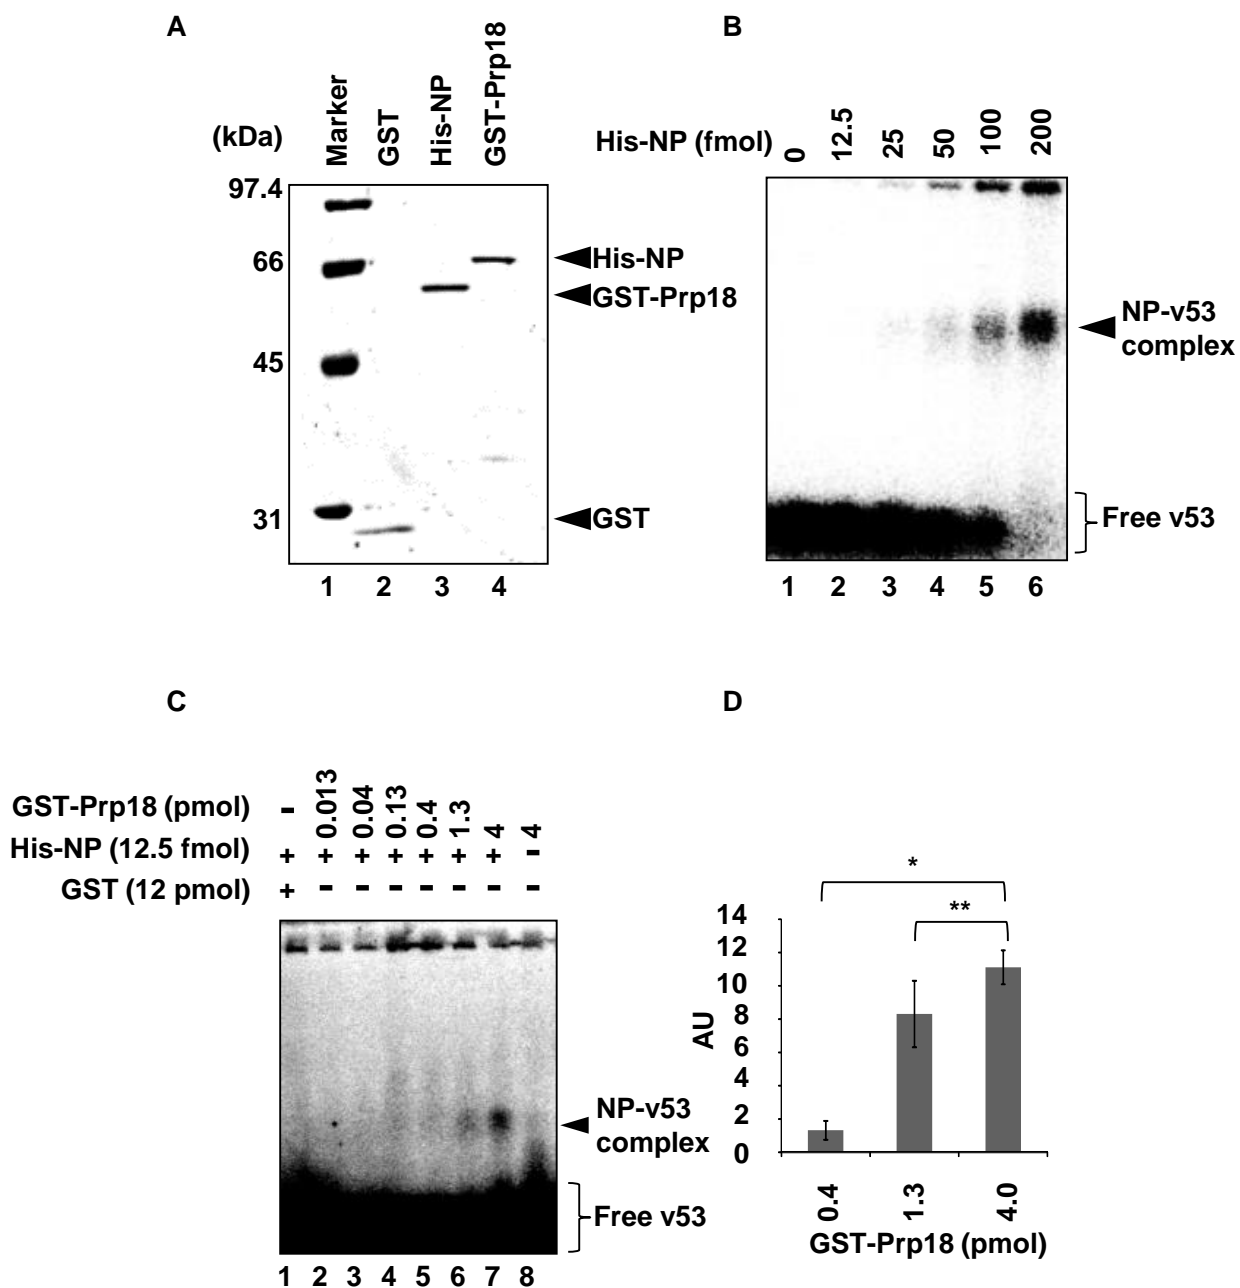 A
(kDa)
Marker
GST
His-NP
GST-Prp18
97.4
66
45
31
His-NP
GST-Prp18
GST
1 2 3 4
B
His-NP (fmol)
0 12.5 25 50 100 200
NP-v53
complex
Free v53
1 2 3 4 5 6
C
GST-Prp18 (pmol) - 0.013 0.04 0.13 0.4 1.3 4 4
His-NP (12.5 fmol) + + + + + + + -
GST (12 pmol) + - - - - - - -
NP-v53
complex
Free v53
1 2 3 4 5 6 7 8
D
*
**
AU
14
12
10
8
6
4
2
0
0.4 1.3 4.0
GST-Prp18 (pmol)